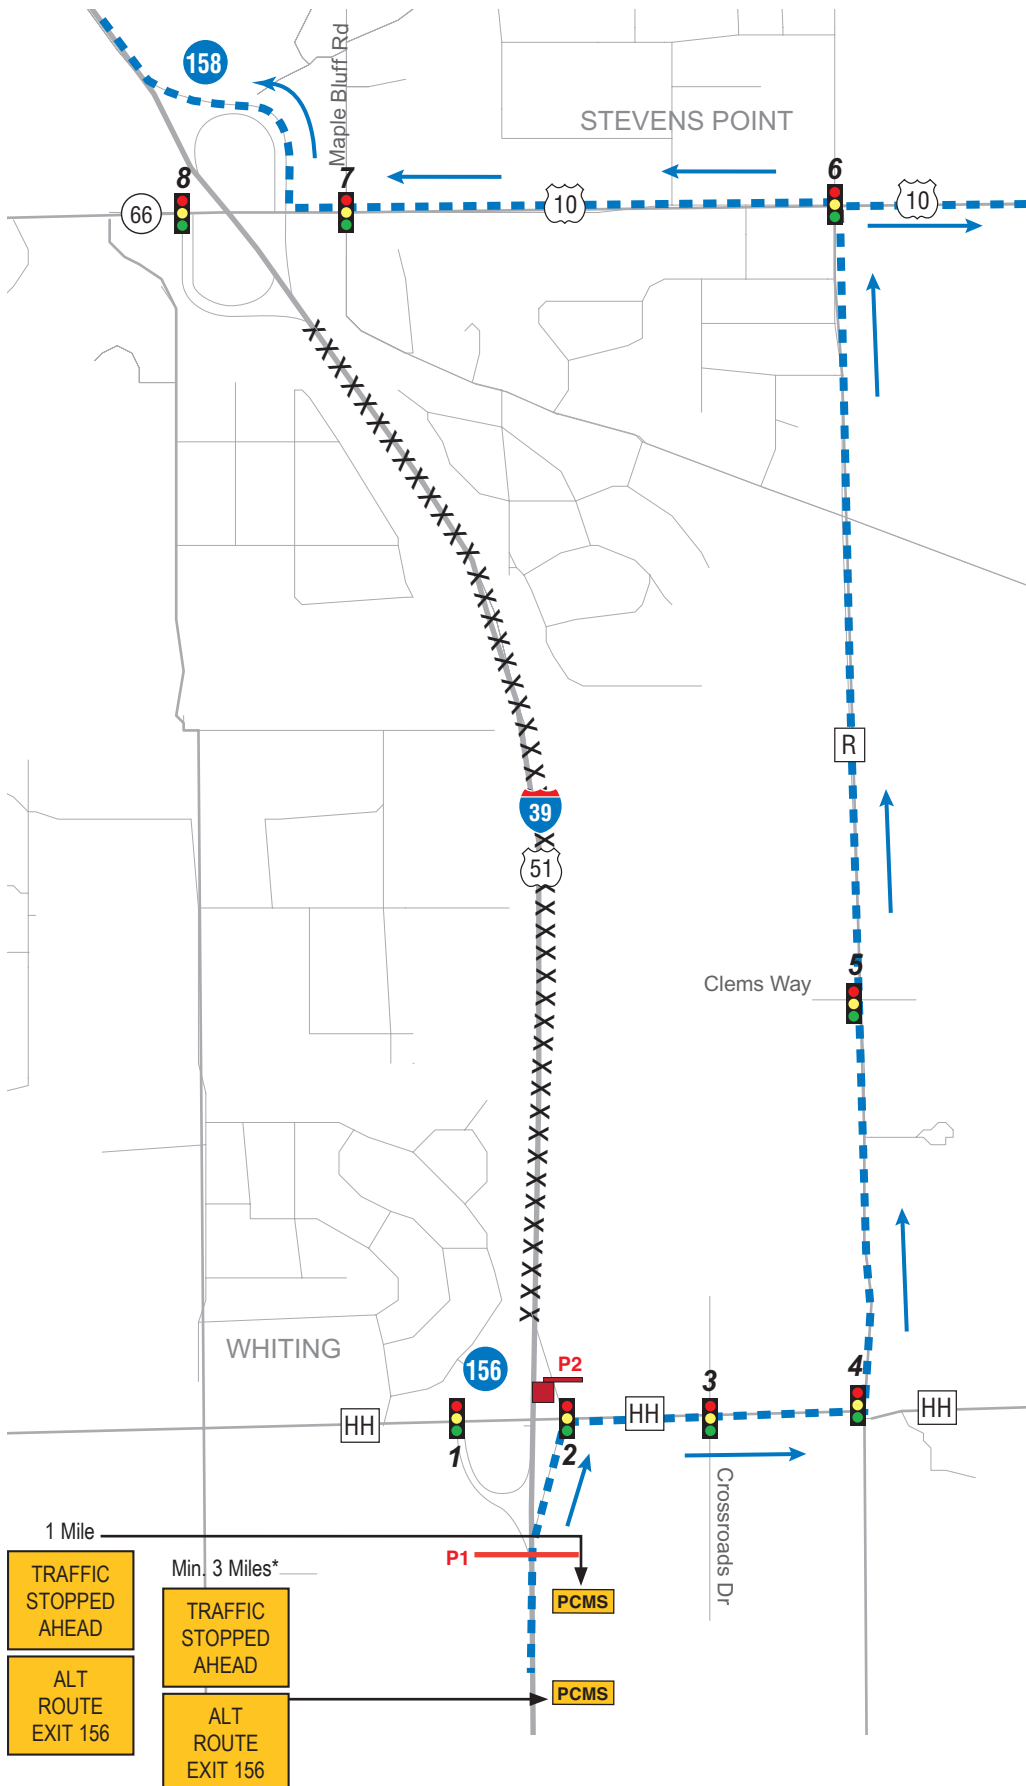 158
Maple Bluff Rd
STEVENS POINT
8
7
6
66
10
10
R
39
51
Clems Way
5
WHITING
156
P2
HH
1
2
HH
3
4
HH
Crossroads Dr
1 Mile
P1
TRAFFIC
STOPPED
AHEAD
ALT
ROUTE
EXIT 156
Min. 3 Miles*
TRAFFIC
STOPPED
AHEAD
ALT
ROUTE
EXIT 156
PCMS
PCMS